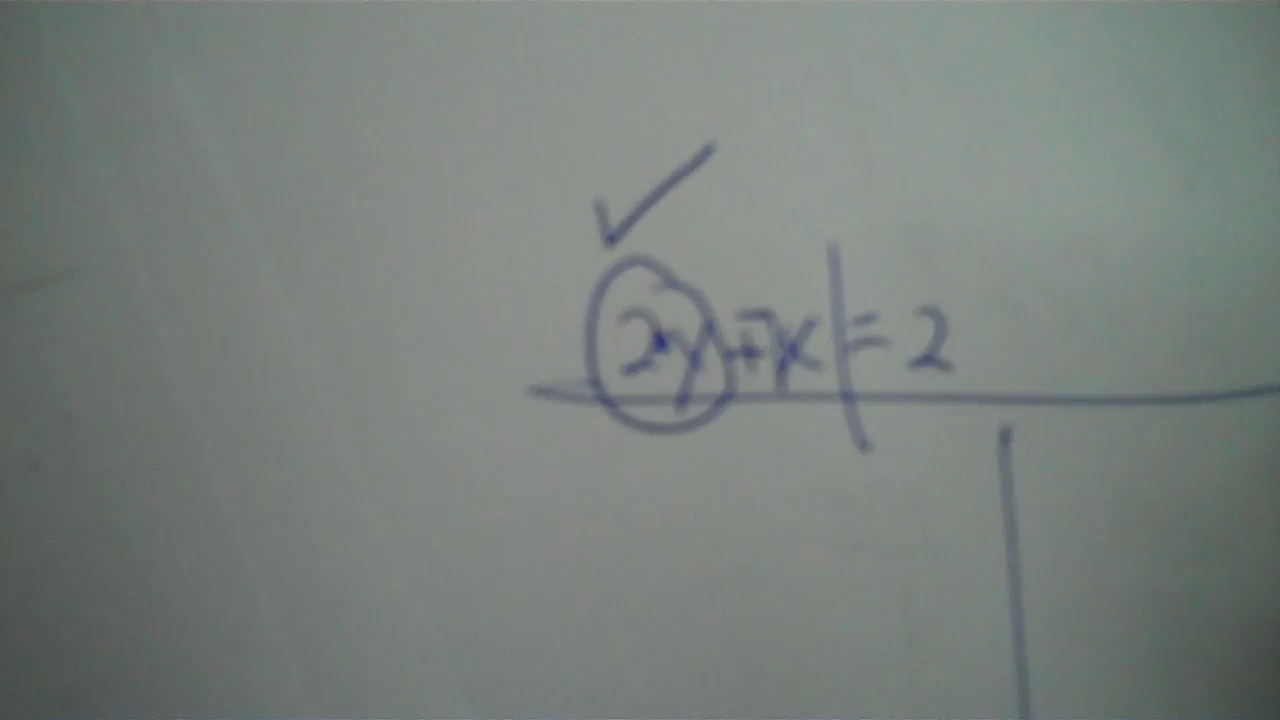 2y + 7x = 2